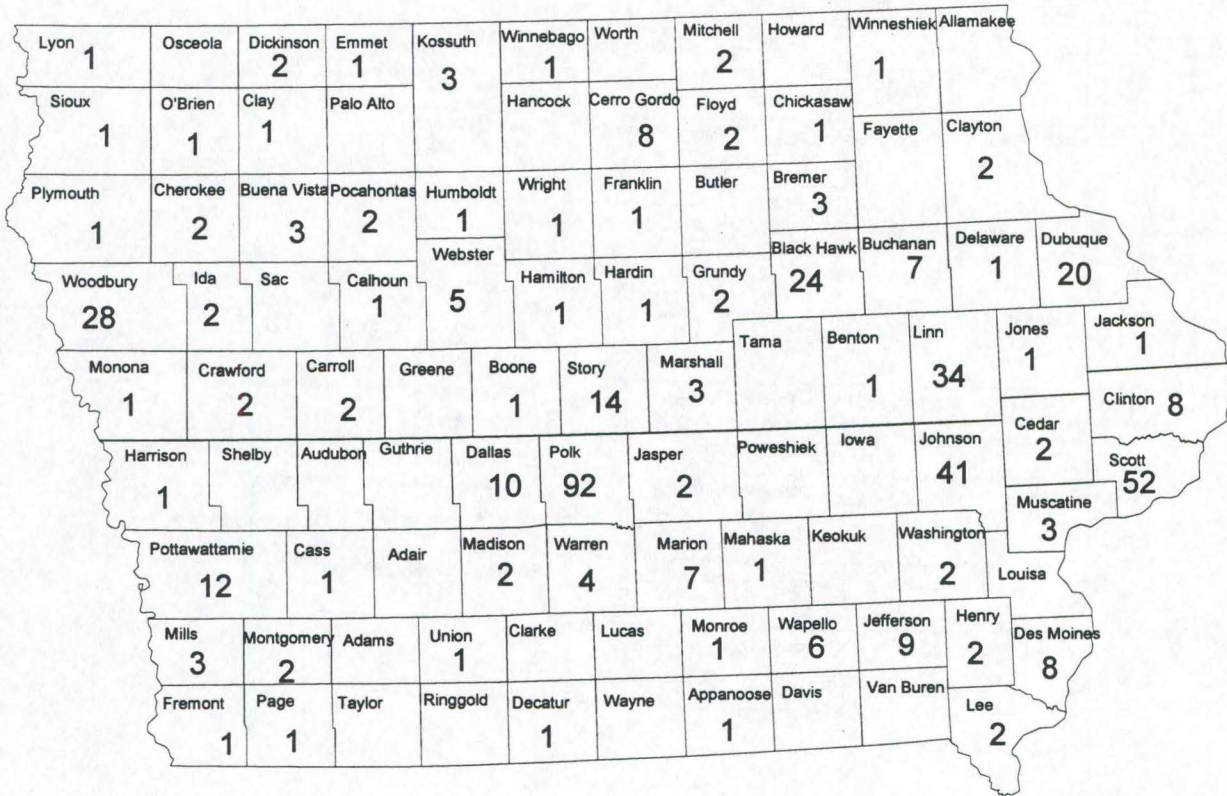 Lyon 1
Osceola
Dickinson 2
Emmet 1
Kossuth 3
Winnebago 1
Worth
Mitchell 2
Howard
Winneshiek 1
Allamakee
Sioux 1
O'Brien 1
Clay 1
Palo Alto
Hancock
Cerro Gordo 8
Floyd 2
Chickasaw 1
Fayette
Clayton 2
Plymouth 1
Cherokee 2
Buena Vista 3
Pocahontas 2
Humboldt 1
Wright 1
Franklin 1
Butler
Bremer 3
Woodbury 28
Ida 2
Sac
Calhoun 1
Webster 5
Hamilton 1
Hardin 1
Grundy 2
Black Hawk 24
Buchanan 7
Delaware 1
Dubuque 20
Monona 1
Crawford 2
Carroll 2
Greene
Boone 1
Story 14
Marshall 3
Tama
Benton 1
Linn 34
Jones 1
Jackson 1
Clinton 8
Harrison 1
Shelby
Audubon
Guthrie
Dallas 10
Polk 92
Jasper 2
Poweshiek
Iowa
Johnson 41
Cedar 2
Scott 52
Muscatine 3
Pottawattamie 12
Cass 1
Adair
Madison 2
Warren 4
Marion 7
Mahaska 1
Keokuk
Washington 2
Louisa
Mills 3
Montgomery 2
Adams
Union 1
Clarke
Lucas
Monroe 1
Wapello 6
Jefferson 9
Henry 2
Des Moines 8
Fremont 1
Page 1
Taylor
Ringgold
Decatur 1
Wayne
Appanoose 1
Davis
Van Buren
Lee 2